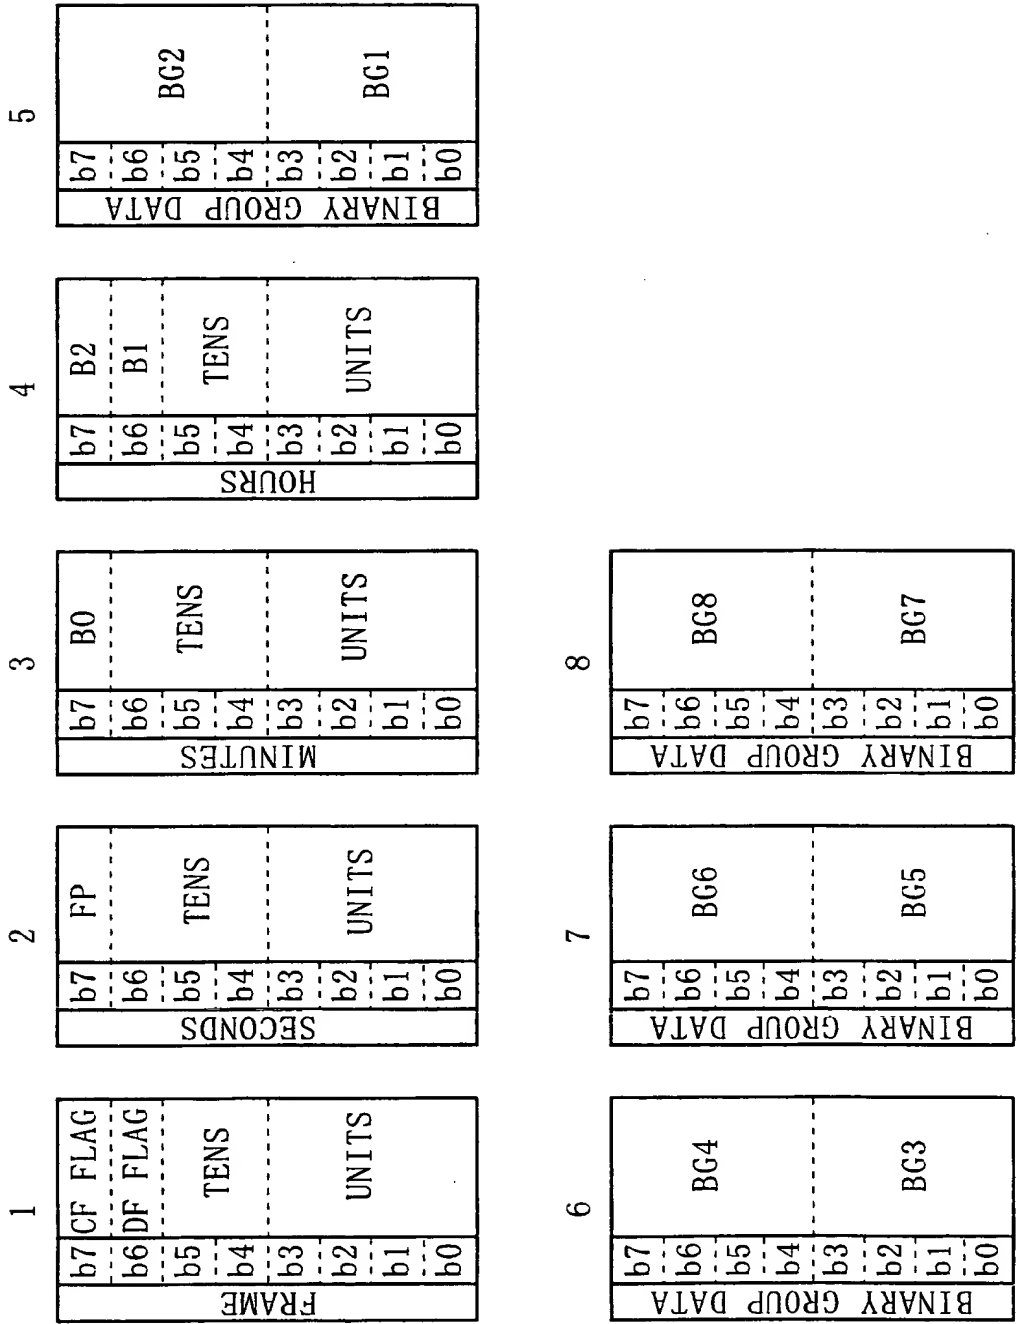 1
FRAME
b7 CF FLAG
b6 DF FLAG
b5
b4
TENS
b3
b2
b1
b0
UNITS
2
SECONDS
b7 FP
b6
b5
b4
TENS
b3
b2
b1
b0
UNITS
3
MINUTES
b7 B0
b6
b5
b4
TENS
b3
b2
b1
b0
UNITS
4
HOURS
b7 B2
b6 B1
b5
b4
TENS
b3
b2
b1
b0
UNITS
5
BINARY GROUP DATA
b7
b6
b5
b4
BG2
b3
b2
b1
b0
BG1
6
BINARY GROUP DATA
b7
b6
b5
b4
BG4
b3
b2
b1
b0
BG3
7
BINARY GROUP DATA
b7
b6
b5
b4
BG6
b3
b2
b1
b0
BG5
8
BINARY GROUP DATA
b7
b6
b5
b4
BG8
b3
b2
b1
b0
BG7